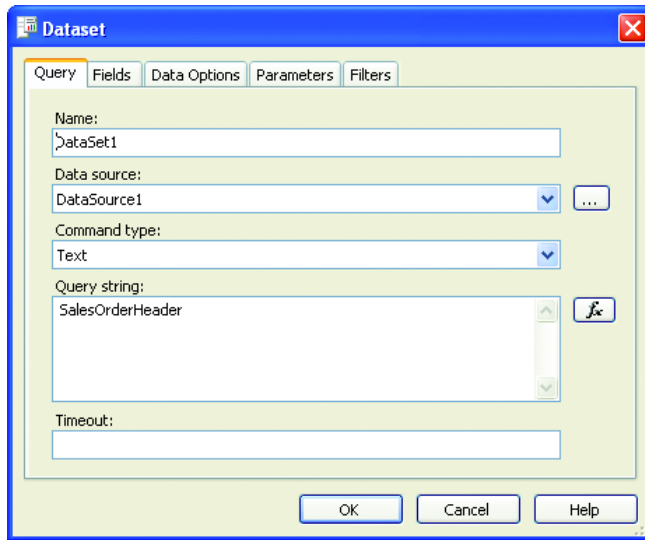 Dataset
Query Fields Data Options Parameters Filters
Name:
DataSet1
Data source:
DataSource1
...
Command type:
Text
Query string:
SalesOrderHeader
fx
Timeout:
OK Cancel Help